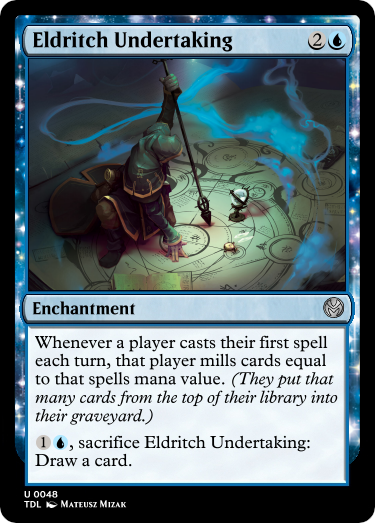 Eldritch Undertaking 2
Enchantment
Whenever a player casts their first spell
each turn, that player mills cards equal
to that spells mana value. (They put that
many cards from the top of their library into
their graveyard.)
1, sacrifice Eldritch Undertaking:
Draw a card.
U 0048
TDL Mateusz Mizak